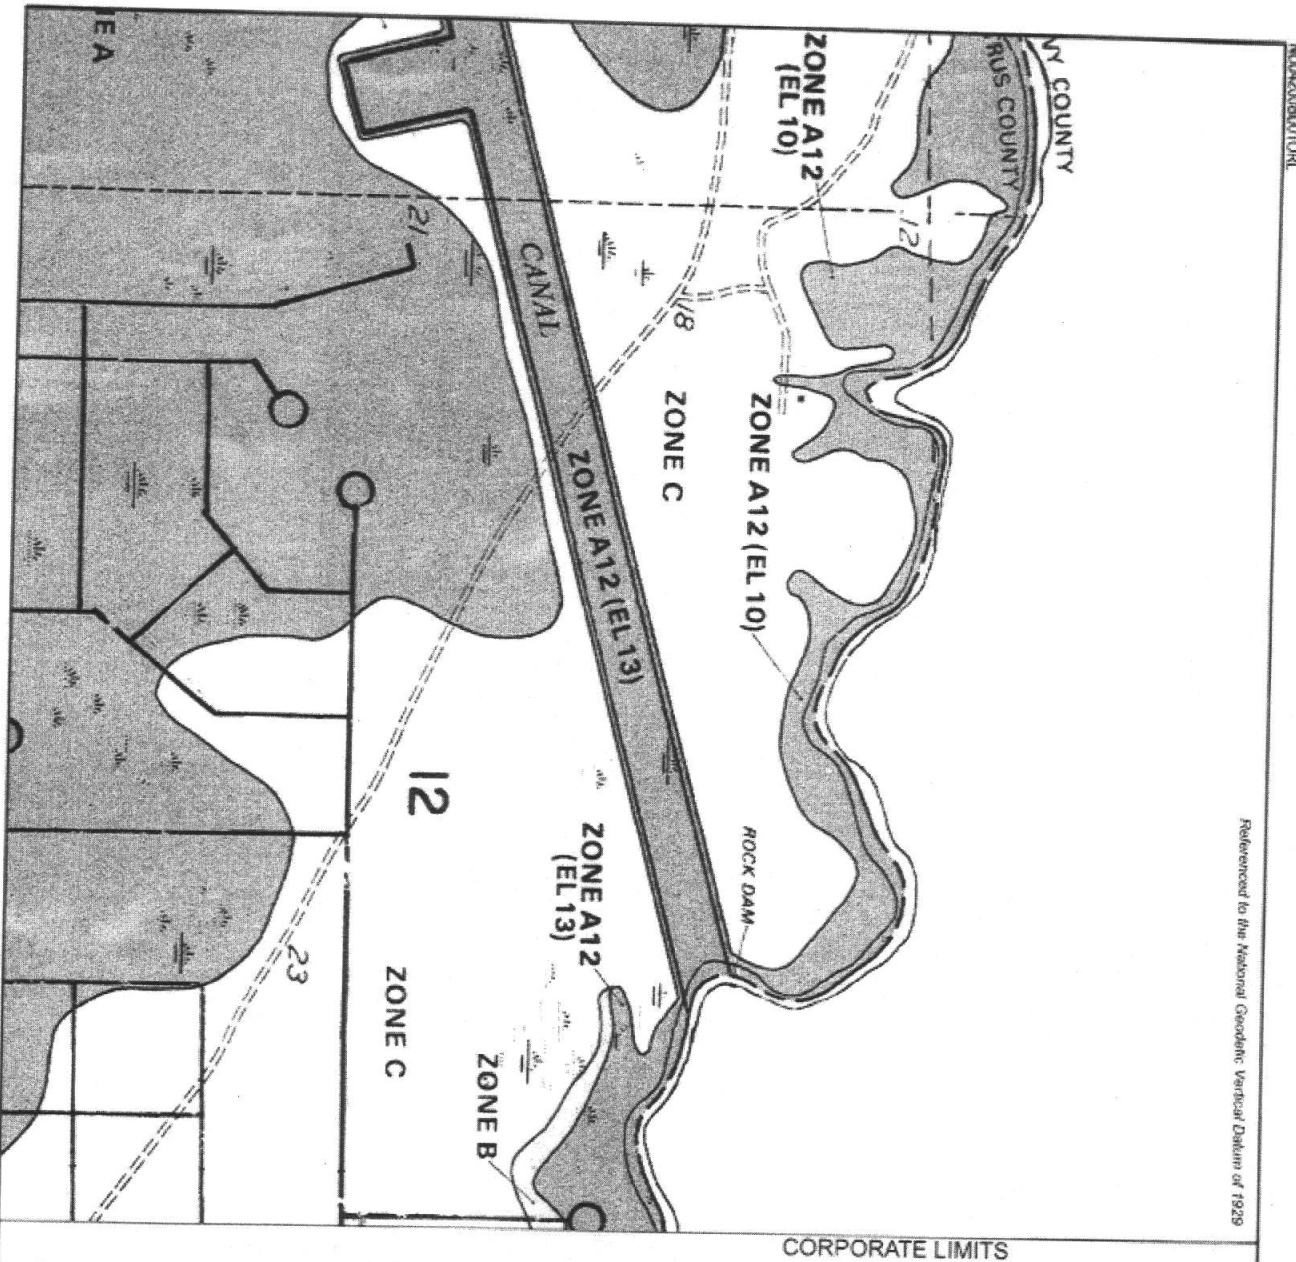 ZONE A12
(EL 10)
VY COUNTY
RUS COUNTY
IE A
21
12
CANAL
18
ZONE C
ZONE A12 (EL 10)
ZONE A12 (EL 13)
12
ROCK DAM
ZONE A12
(EL 13)
23
ZONE C
ZONE B
Referenced to the National Geodetic Vertical Datum of 1929
CORPORATE LIMITS